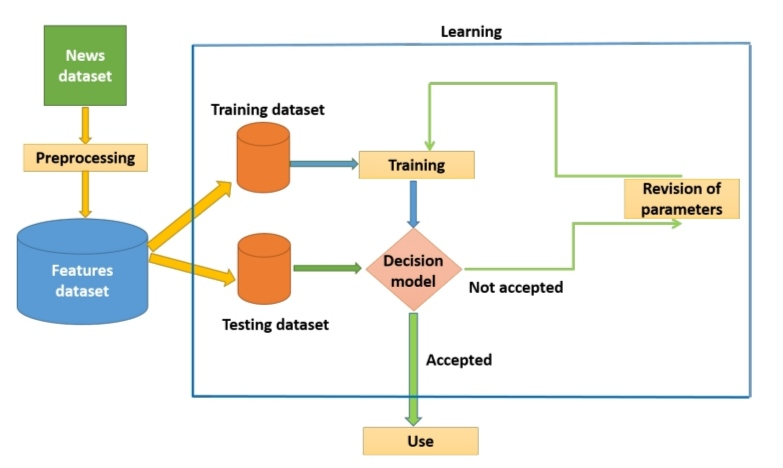 Learning
News
dataset
Preprocessing
Features
dataset
Training dataset
Training
Revision of
parameters
Decision
model
Not accepted
Testing dataset
Accepted
Use